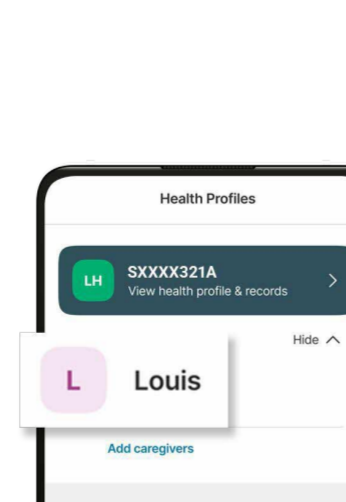 Health Profiles
LH
SXXXX321A
View health profile & records
Hide
L
Louis
Add caregivers